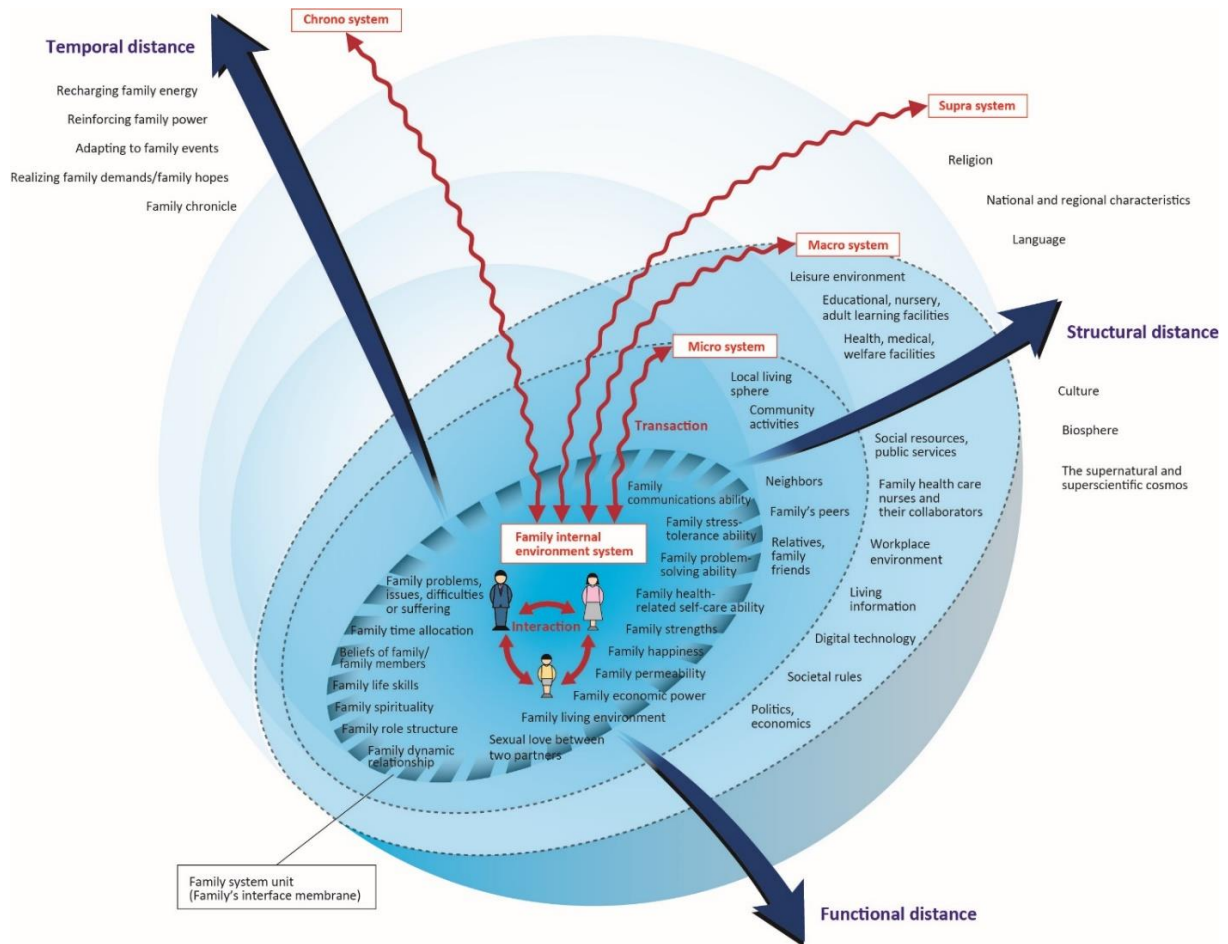 Chrono system
Temporal distance
Recharging family energy
Reinforcing family power
Adapting to family events
Realizing family demands/family hopes
Family chronicle
Supra system
Religion
National and regional characteristics
Language
Macro system
Leisure environment
Educational, nursery,
adult learning facilities
Health, medical,
welfare facilities
Structural distance
Micro system
Local living
sphere
Community
activities
Transaction
Culture
Biosphere
The supernatural and
superscientific cosmos
Social resources,
public services
Neighbors
Family health care
nurses and
their collaborators
Family's peers
Relatives,
family
friends
Workplace
environment
Living
information
Digital technology
Societal rules
Politics,
economics
Family
communications ability
Family stress-
tolerance ability
Family internal
environment system
Family problem-
solving ability
Family problems,
issues, difficulties
or suffering
Family health-
related self-care ability
Interaction
Family time allocation
Family strengths
Beliefs of family/
family members
Family happiness
Family life skills
Family permeability
Family spirituality
Family economic power
Family role structure
Family living environment
Family dynamic
relationship
Sexual love between
two partners
Family system unit
(Family's interface membrane)
Functional distance